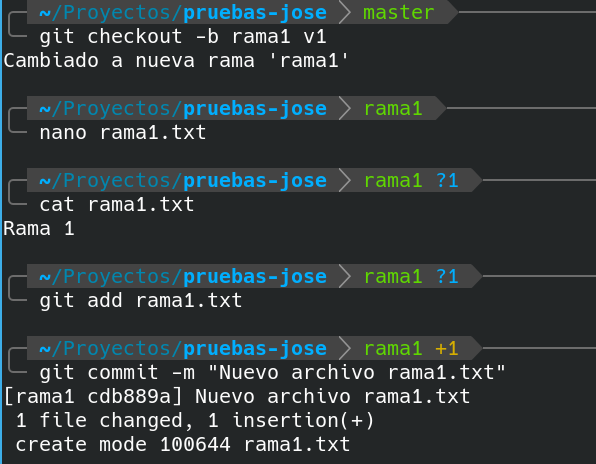 ~/Proyectos/pruebas-jose master
git checkout -b rama1 v1
Cambiado a nueva rama 'rama1'
~/Proyectos/pruebas-jose rama1
nano rama1.txt
~/Proyectos/pruebas-jose rama1 ?1
cat rama1.txt
Rama 1
~/Proyectos/pruebas-jose rama1 ?1
git add rama1.txt
~/Proyectos/pruebas-jose rama1 +1
git commit -m "Nuevo archivo rama1.txt"
[rama1 cdb889a] Nuevo archivo rama1.txt
1 file changed, 1 insertion(+)
create mode 100644 rama1.txt